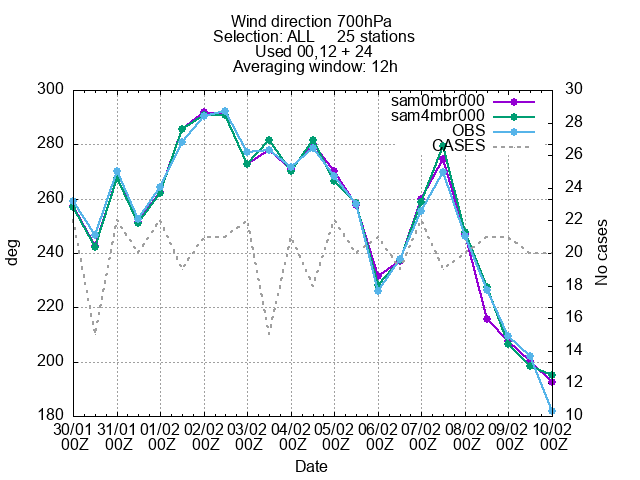 Wind direction 700hPa
Selection: ALL 25 stations
Used 00,12 + 24
Averaging window: 12h
sam0mbr000
sam4mbr000
OBS
CASES
deg
300
280
260
240
220
200
180
No cases
30
28
26
24
22
20
18
16
14
12
10
30/01 31/01 01/02 02/02 03/02 04/02 05/02 06/02 07/02 08/02 09/02 10/02
00Z 00Z 00Z 00Z 00Z 00Z 00Z 00Z 00Z 00Z 00Z 00Z
Date